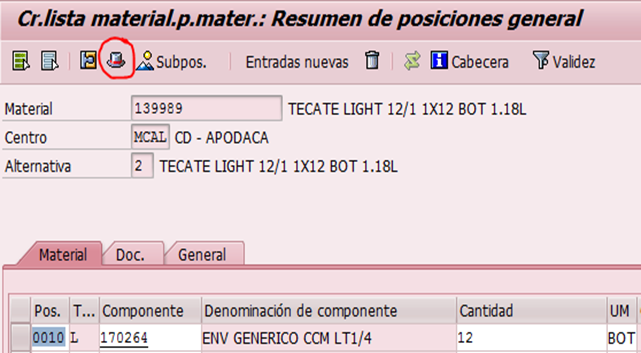 Cr.lista material.p.mater.: Resumen de posiciones general
Subpos. Entradas nuevas Cabecera Validez
Material 139989 TECATE LIGHT 12/1 1X12 BOT 1.18L
Centro MCAL CD - APODACA
Alternativa 2 TECATE LIGHT 12/1 1X12 BOT 1.18L
Material Doc. General
Pos. T... Componente Denominación de componente Cantidad UM
0010 L 170264 ENV GENERICO CCM LT1/4 12 BOT